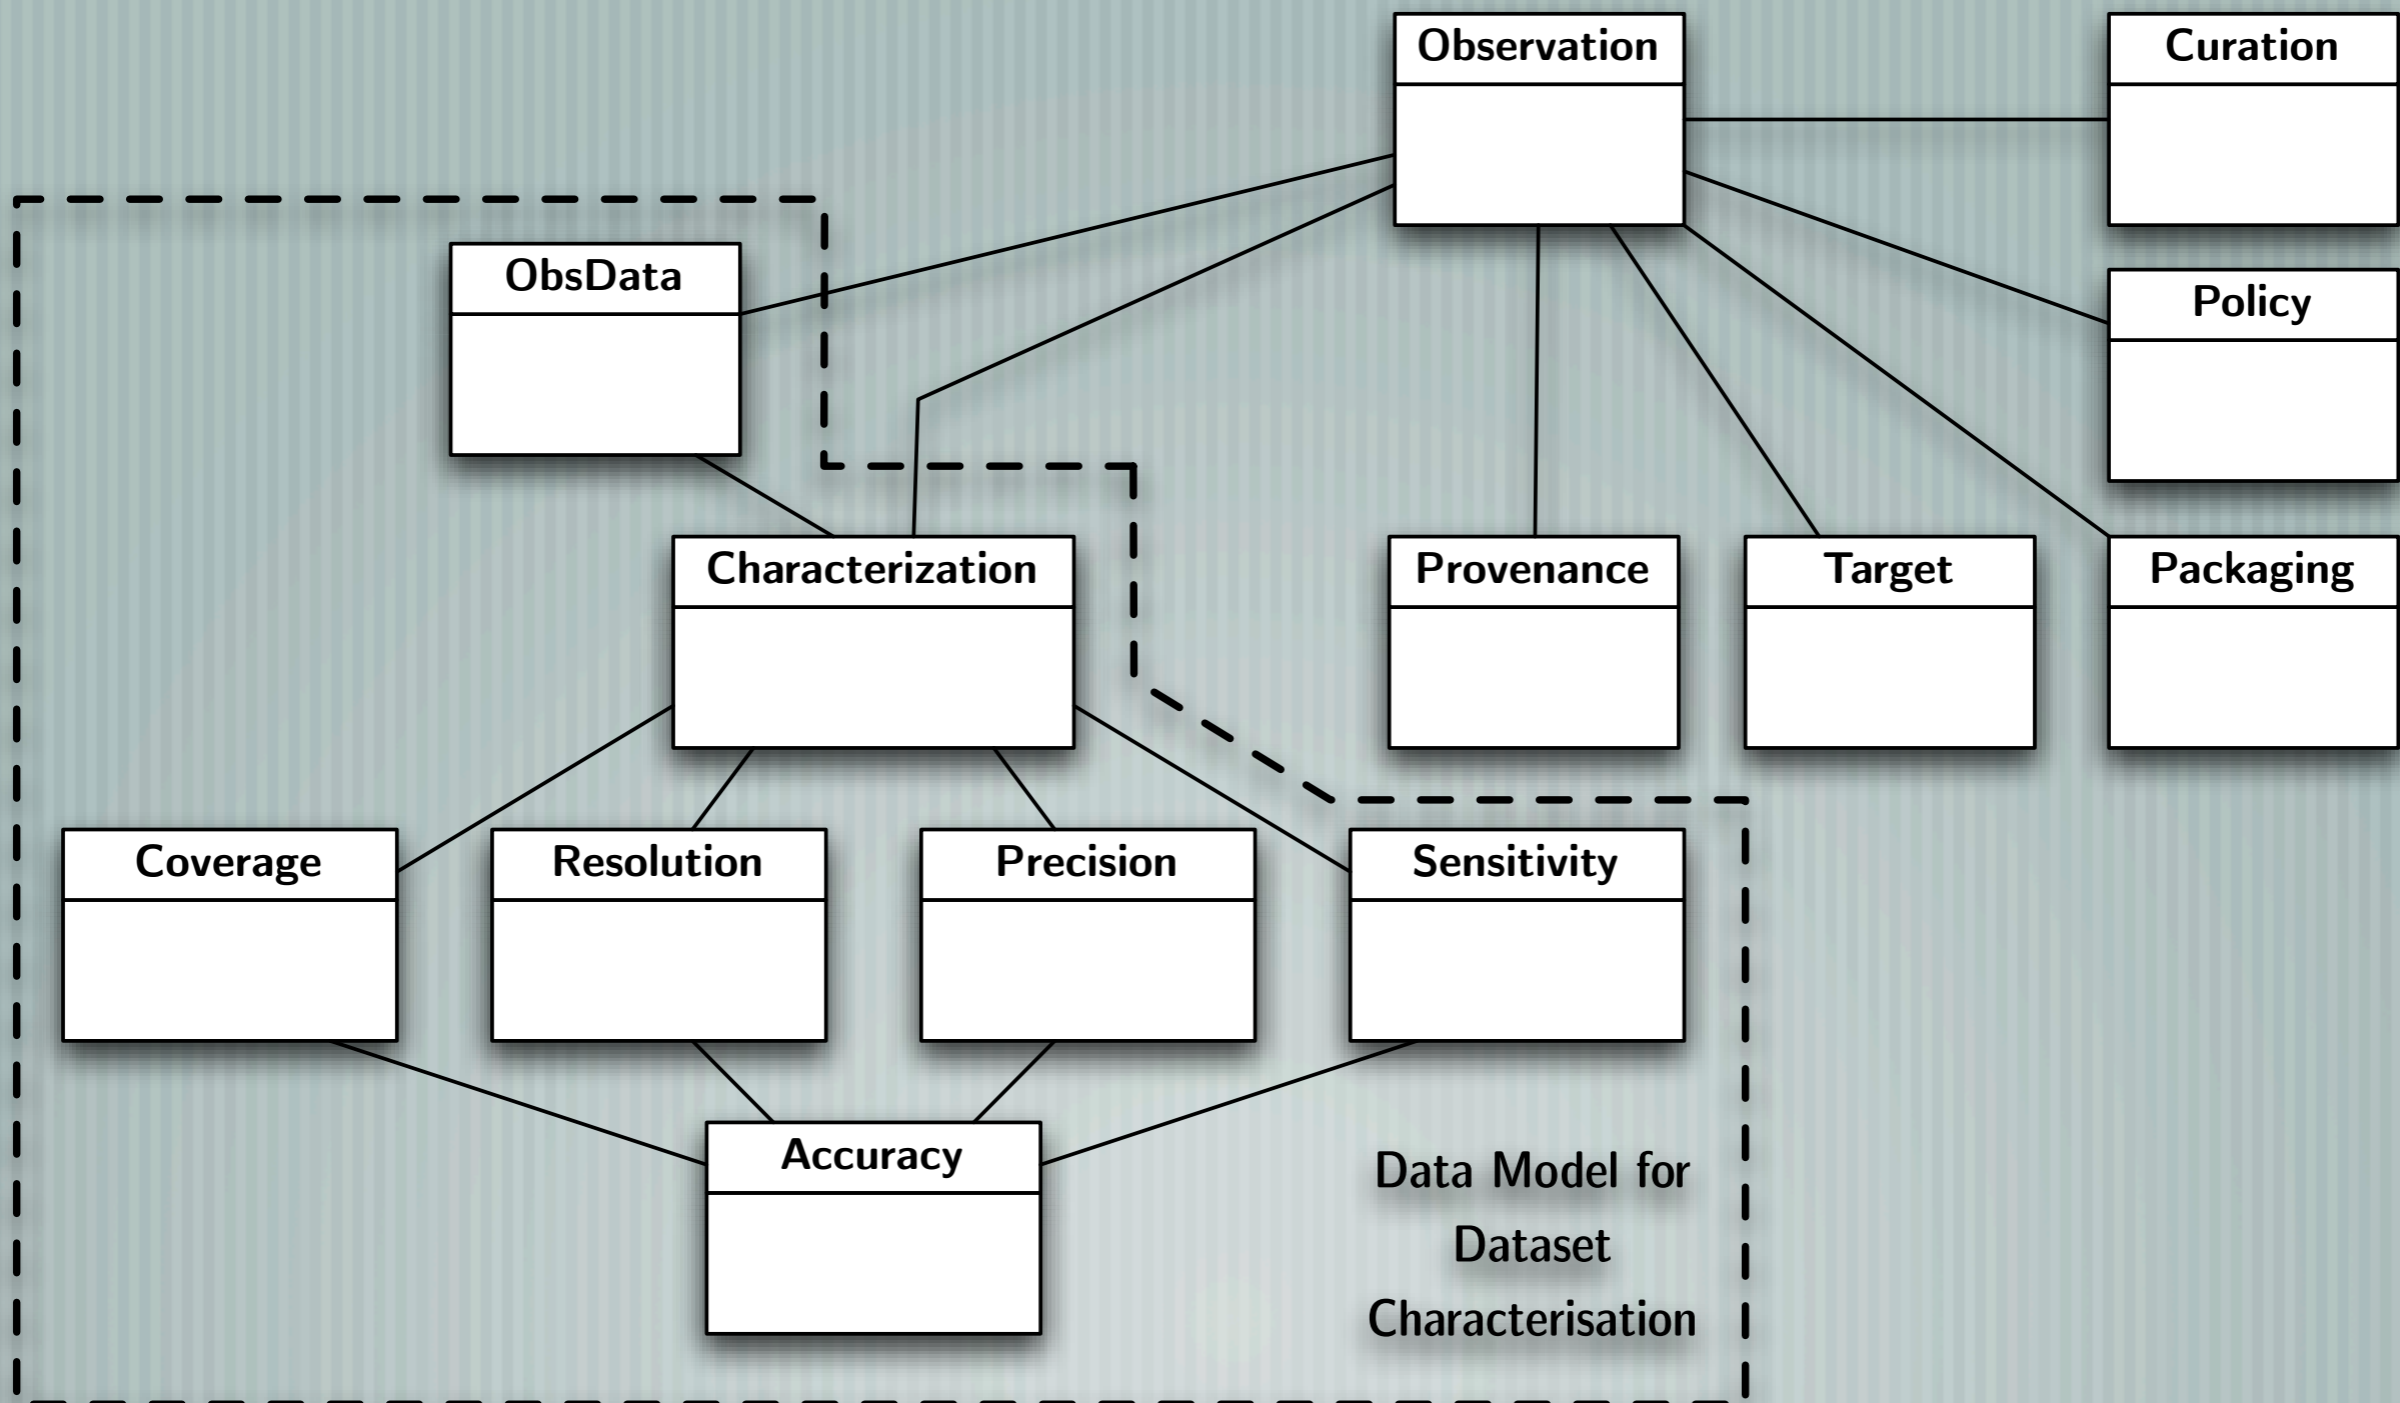 Observation
Curation
ObsData
Policy
Characterization
Provenance
Target
Packaging
Coverage
Resolution
Precision
Sensitivity
Accuracy
Data Model for
Dataset
Characterisation